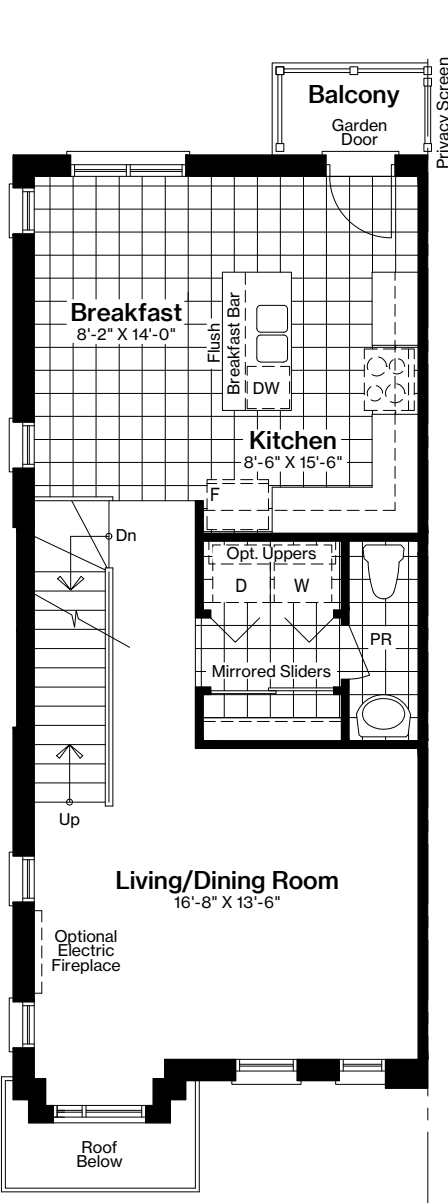 Balcony
Garden
Door
Privacy Screen
Breakfast
8'-2" X 14'-0"
Flush
Breakfast Bar
DW
Kitchen
8'-6" X 15'-6"
F
Dn
Opt. Uppers
D
W
PR
Mirrored Sliders
Up
Living/Dining Room
16'-8" X 13'-6"
Optional
Electric
Fireplace
Roof
Below